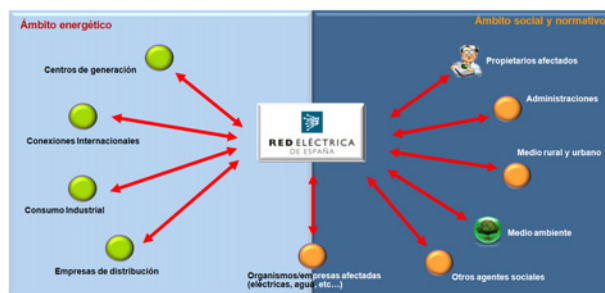 Ámbito energético
Ámbito social y normativo
Centros de generación
Propietarios afectados
Administraciones
Conexiones Internacionales
RED ELÉCTRICA
DE ESPAÑA
Medio rural y urbano
Consumo Industrial
Medio ambiente
Empresas de distribución
Organismos/empresas afectadas
(eléctricas, agua, etc...)
Otros agentes sociales